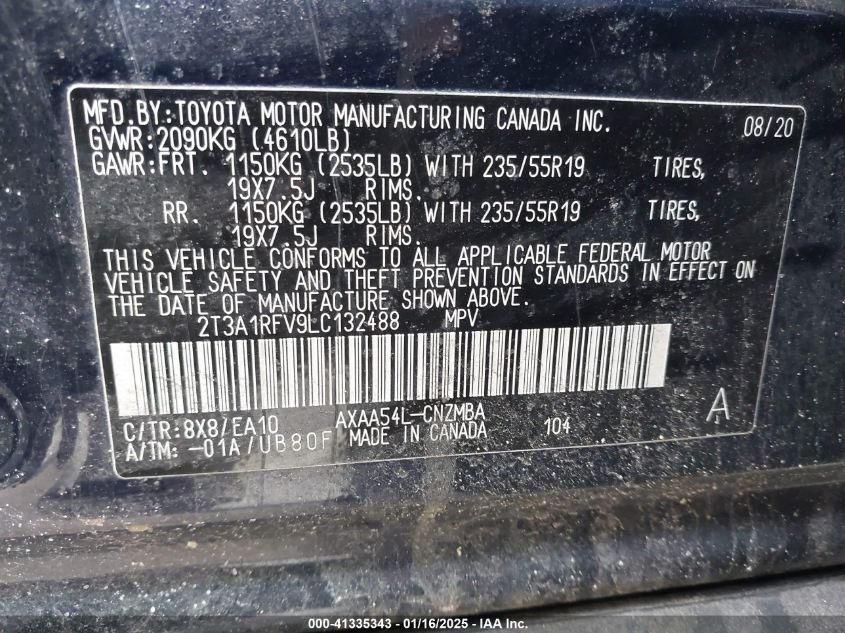 MFD.BY:TOYOTA MOTOR MANUFACTURING CANADA INC. 08/20
GVWR:2090KG (4610LB)
GAWR:FRT. 1150KG (2535LB) WITH 235/55R19 TIRES,
19X7.5J RIMS.
RR. 1150KG (2535LB) WITH 235/55R19 TIRES,
19X7.5J RIMS.
THIS VEHICLE CONFORMS TO ALL APPLICABLE FEDERAL MOTOR
VEHICLE SAFETY AND THEFT PREVENTION STANDARDS IN EFFECT ON
THE DATE OF MANUFACTURE SHOWN ABOVE.
2T3A1RFV9LC132488 MPV
C/TR:8X8/EA10 AXAA54L-CNZMBA A
A/TM: -01A/UB80F MADE IN CANADA 104
000-41335343 - 01/16/2025 - IAA Inc.